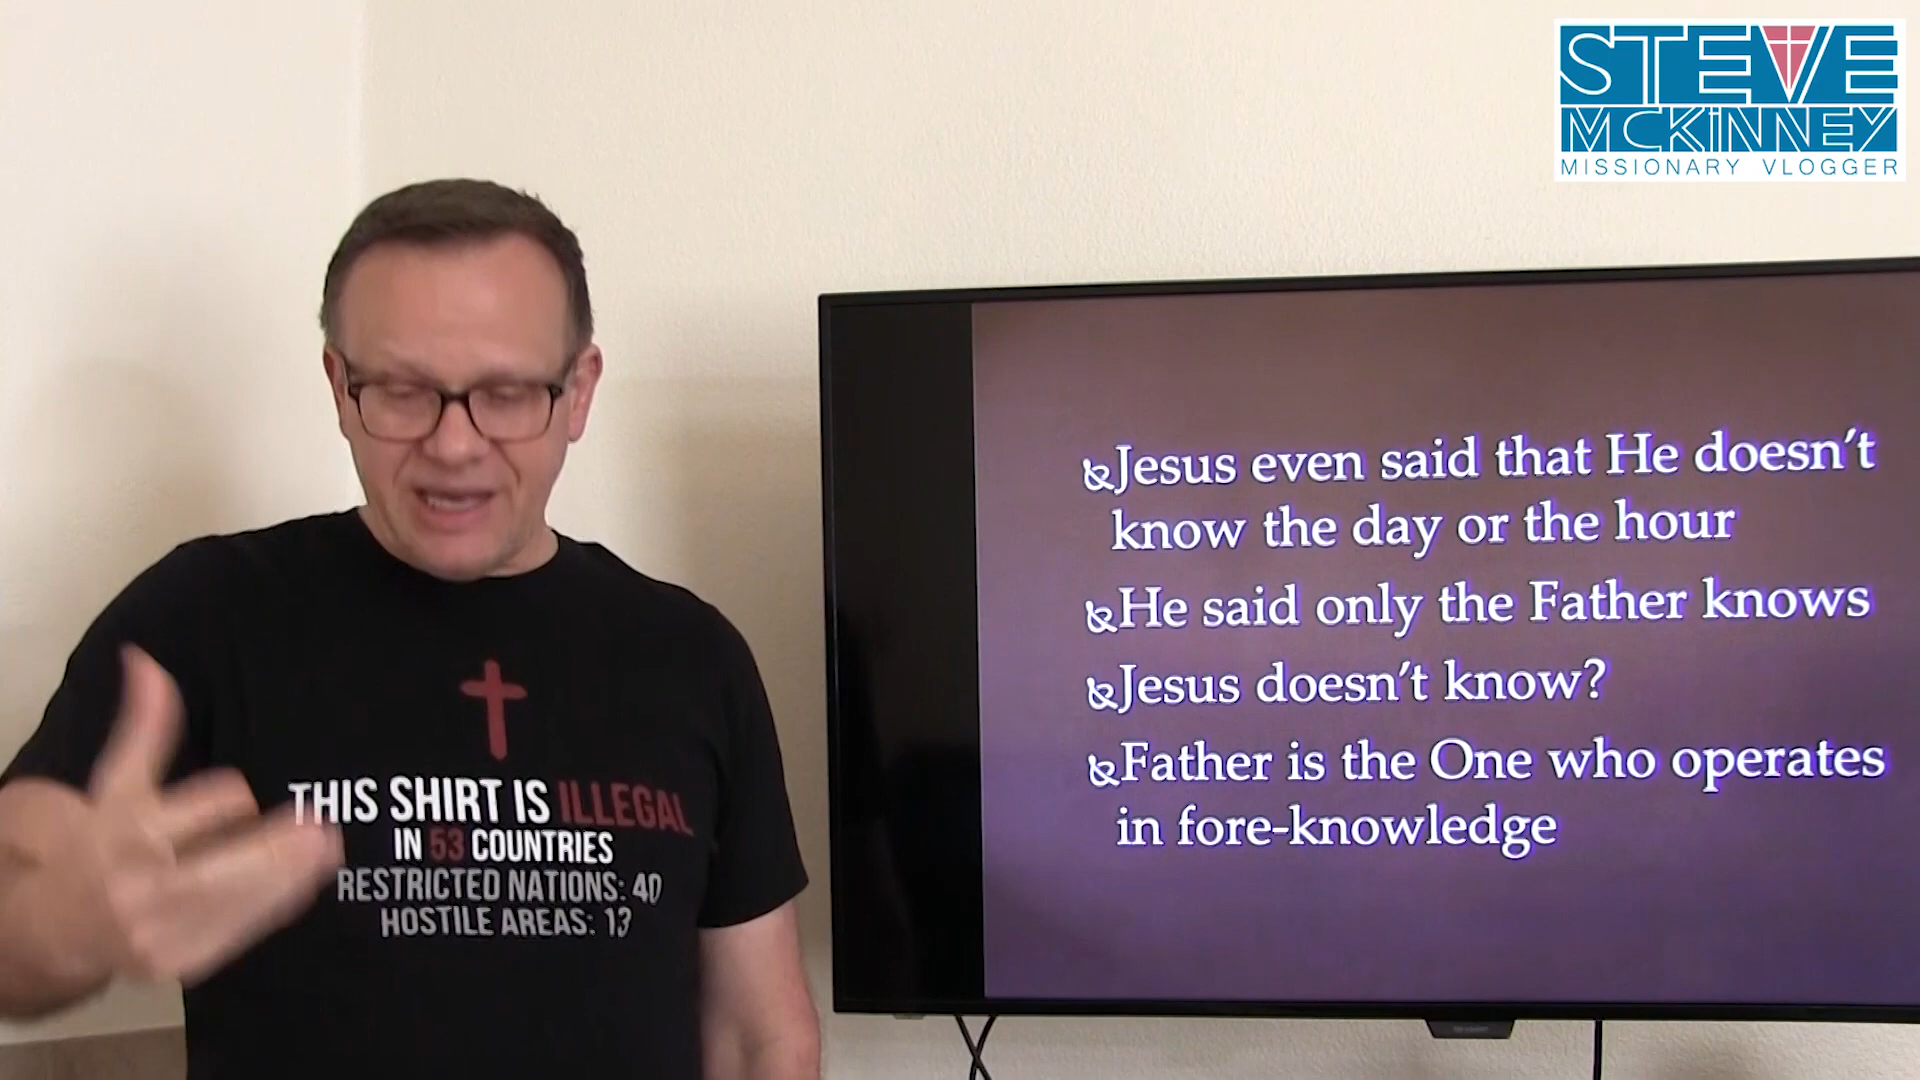 STEVE
MCKINNEY
MISSIONARY VLOGGER
THIS SHIRT IS ILLEGAL
IN 53 COUNTRIES
RESTRICTED NATIONS: 40
HOSTILE AREAS: 13
Jesus even said that He doesn't
know the day or the hour
He said only the Father knows
Jesus doesn't know?
Father is the One who operates
in fore-knowledge